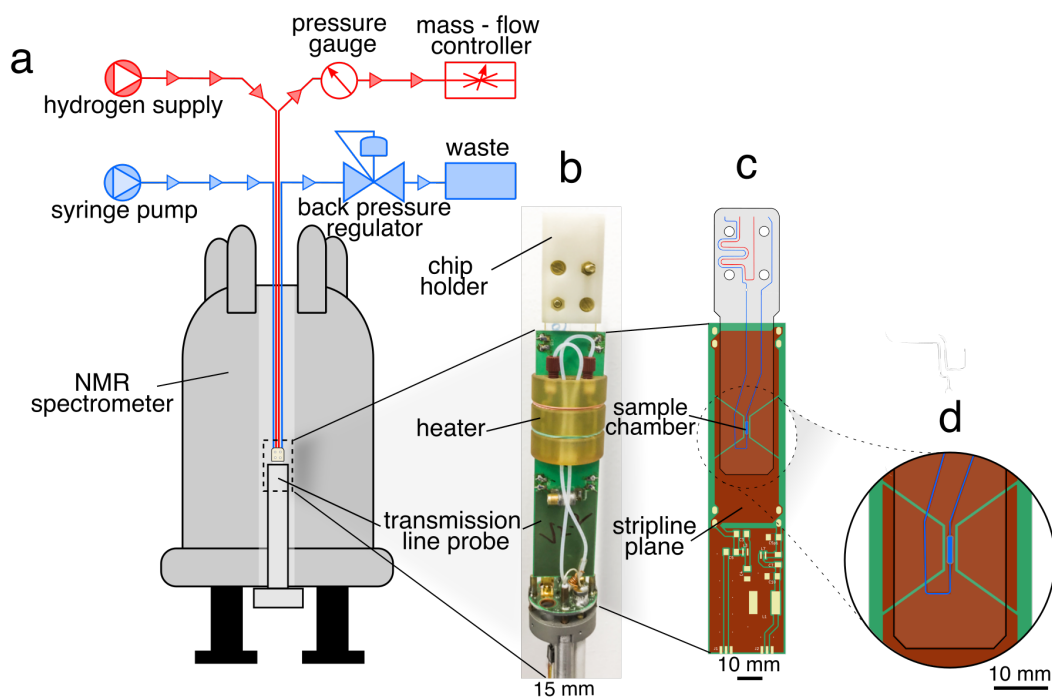 a
pressure
gauge
mass - flow
controller
hydrogen supply
syringe pump
back pressure
regulator
waste
b
c
chip
holder
NMR
spectrometer
heater
sample
chamber
d
transmission
line probe
stripline
plane
15 mm
10 mm
10 mm